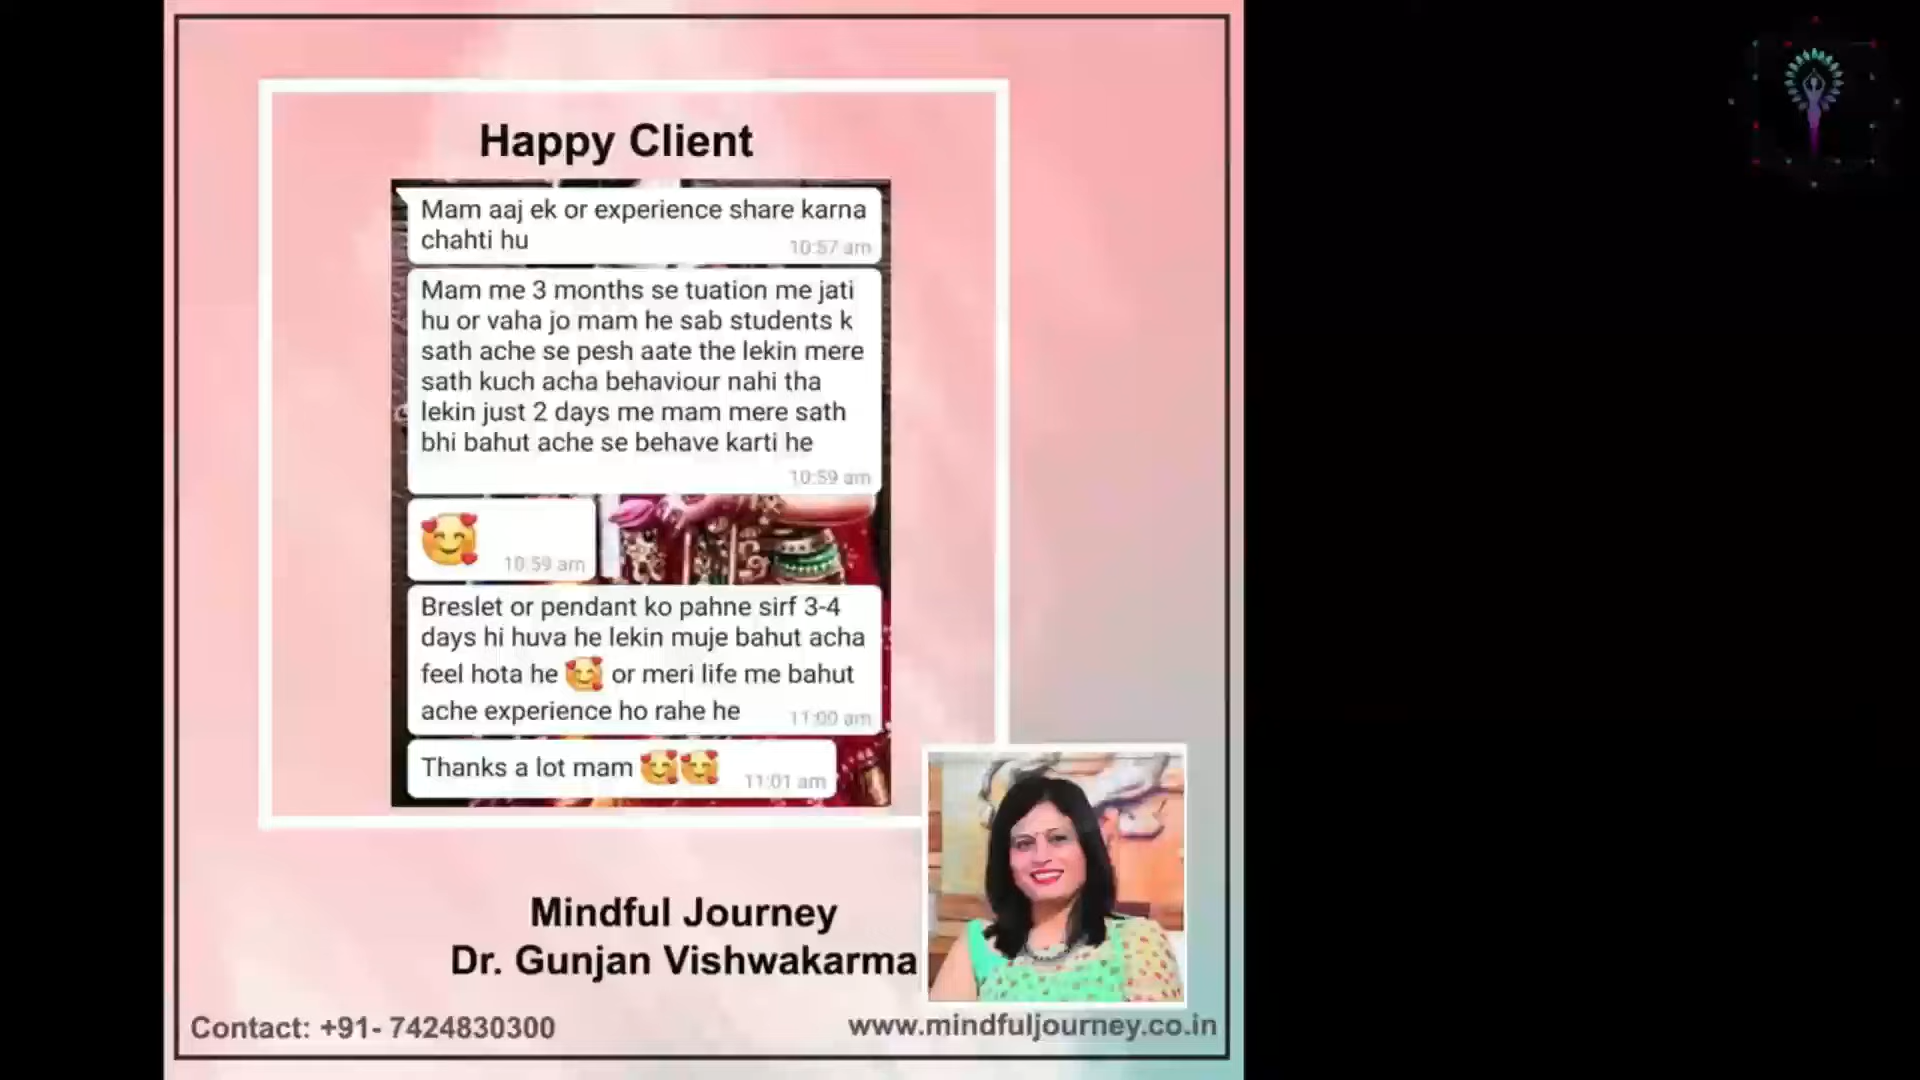 Happy Client
Mam aaj ek or experience share karna
chahti hu
10:57 am
Mam me 3 months se tuation me jati
hu or vaha jo mam he sab students k
sath ache se pesh aate the lekin mere
sath kuch acha behaviour nahi tha
lekin just 2 days me mam mere sath
bhi bahut ache se behave karti he
10:59 am
🥰
10:59 am
Breslet or pendant ko pahne sirf 3-4
days hi huva he lekin muje bahut acha
feel hota he 🥰 or meri life me bahut
ache experience ho rahe he
11:00 am
Thanks a lot mam 🥰🥰
11:01 am
Mindful Journey
Dr. Gunjan Vishwakarma
Contact: +91- 7424830300
www.mindfuljourney.co.in